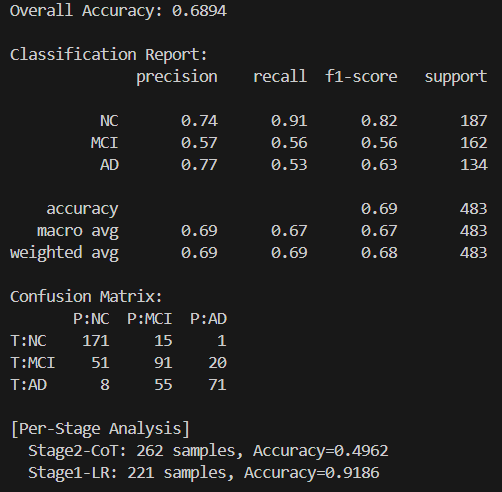 Overall Accuracy: 0.6894
Classification Report:
precision recall f1-score support
NC 0.74 0.91 0.82 187
MCI 0.57 0.56 0.56 162
AD 0.77 0.53 0.63 134
accuracy 0.69 483
macro avg 0.69 0.67 0.67 483
weighted avg 0.69 0.69 0.68 483
Confusion Matrix:
P:NC P:MCI P:AD
T:NC 171 15 1
T:MCI 51 91 20
T:AD 8 55 71
[Per-Stage Analysis]
Stage2-CoT: 262 samples, Accuracy=0.4962
Stage1-LR: 221 samples, Accuracy=0.9186